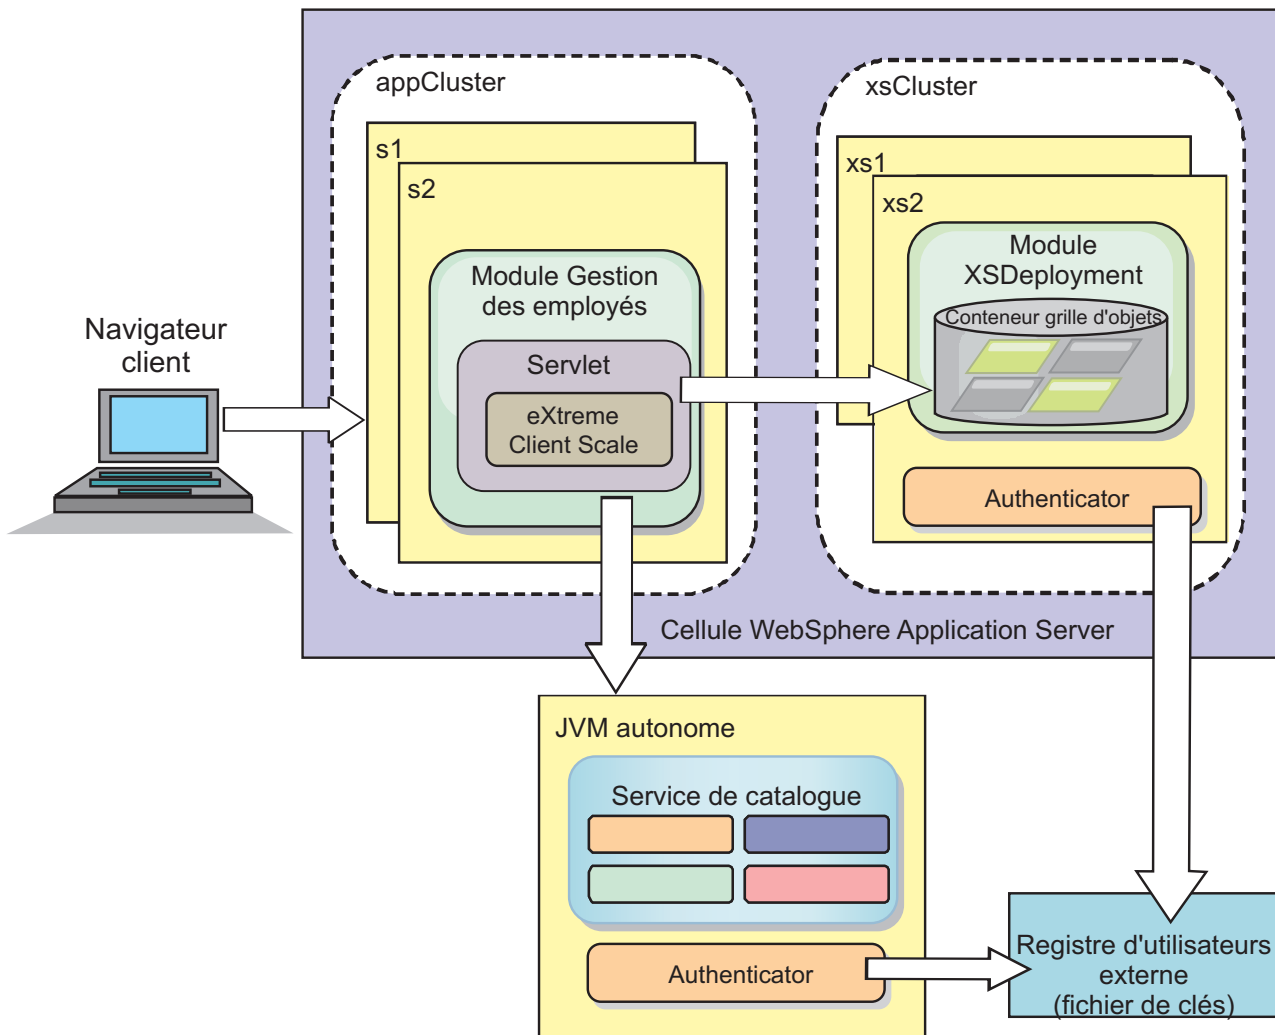 appCluster
xsCluster
s1
s2
xs1
xs2
Module Gestion
des employés
Servlet
eXtreme
Client Scale
Module
XSDeployment
Conteneur grille d'objets
Authenticator
Navigateur
client
Cellule WebSphere Application Server
JVM autonome
Service de catalogue
Authenticator
Registre d'utilisateurs
externe
(fichier de clés)